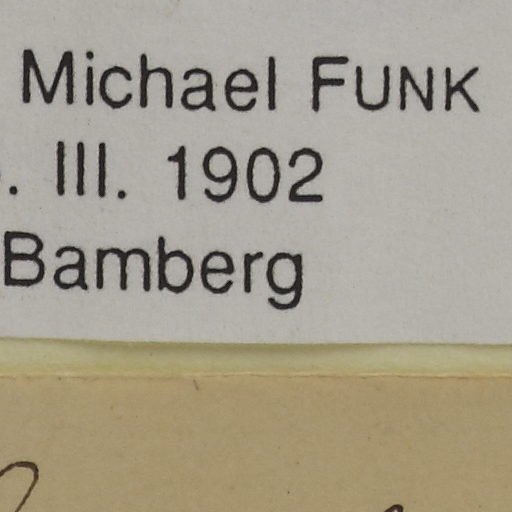 Michael FUNK
. III. 1902
Bamberg